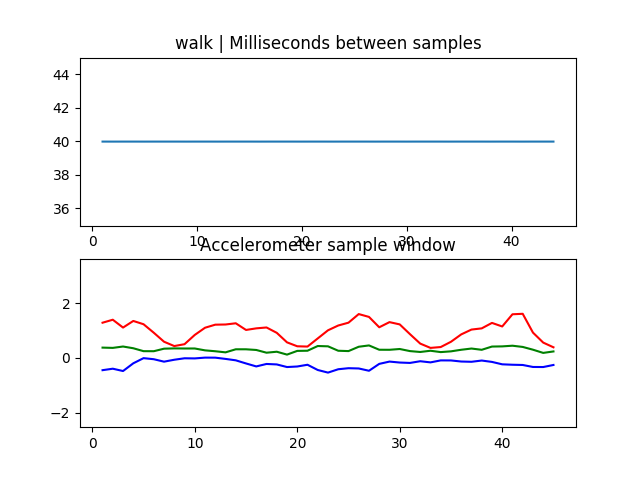 walk | Milliseconds between samples
44
42
40
38
36
0 10 20 30 40
Accelerometer sample window
2
0
−2
0 10 20 30 40